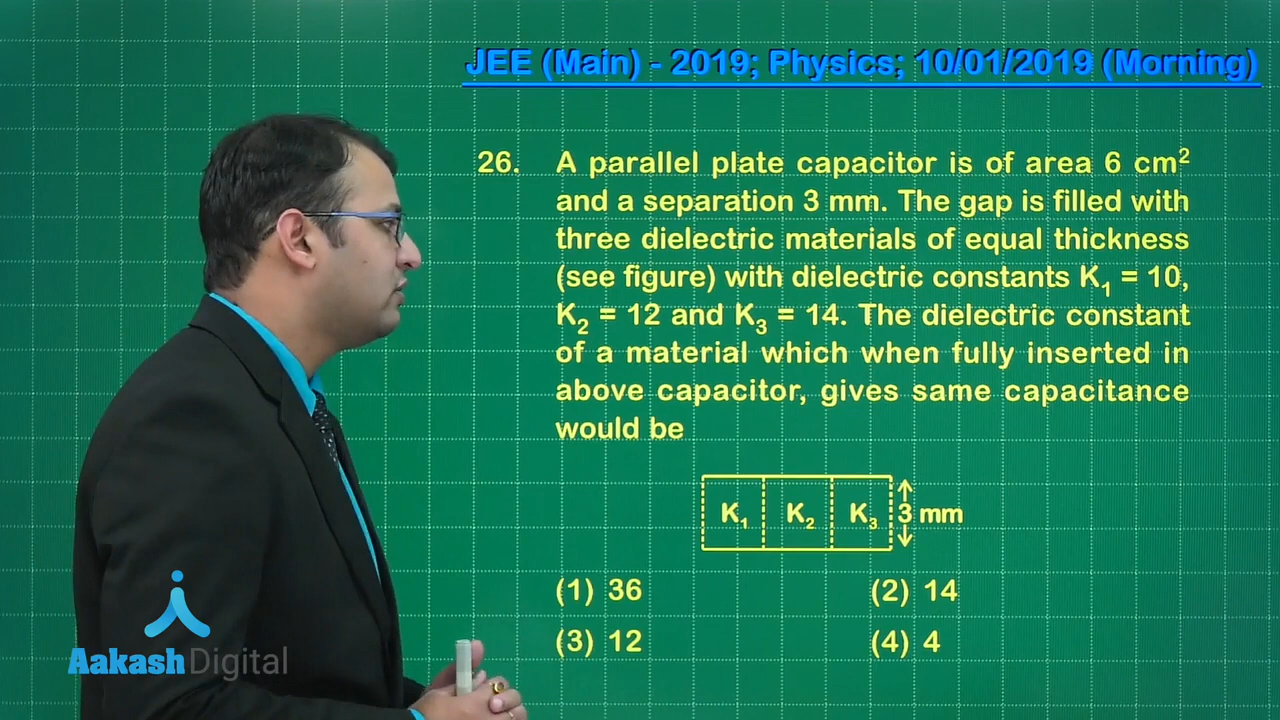 JEE (Main) - 2019; Physics; 10/01/2019 (Morning)
26. A parallel plate capacitor is of area 6 cm²
and a separation 3 mm. The gap is filled with
three dielectric materials of equal thickness
(see figure) with dielectric constants K₁ = 10,
K₂ = 12 and K₃ = 14. The dielectric constant
of a material which when fully inserted in
above capacitor, gives same capacitance
would be
K₁ K₂ K₃ 3 mm
(1) 36 (2) 14
(3) 12 (4) 4
Aakash Digital